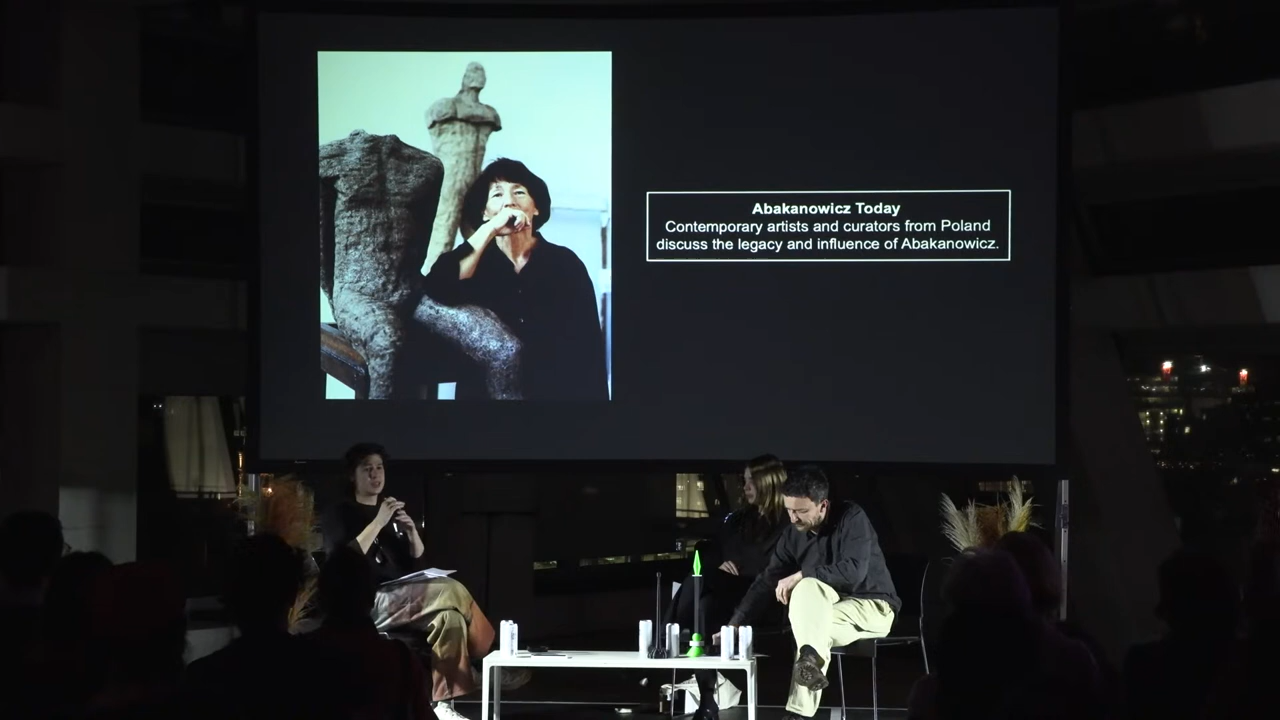 Abakanowicz Today
Contemporary artists and curators from Poland
discuss the legacy and influence of Abakanowicz.